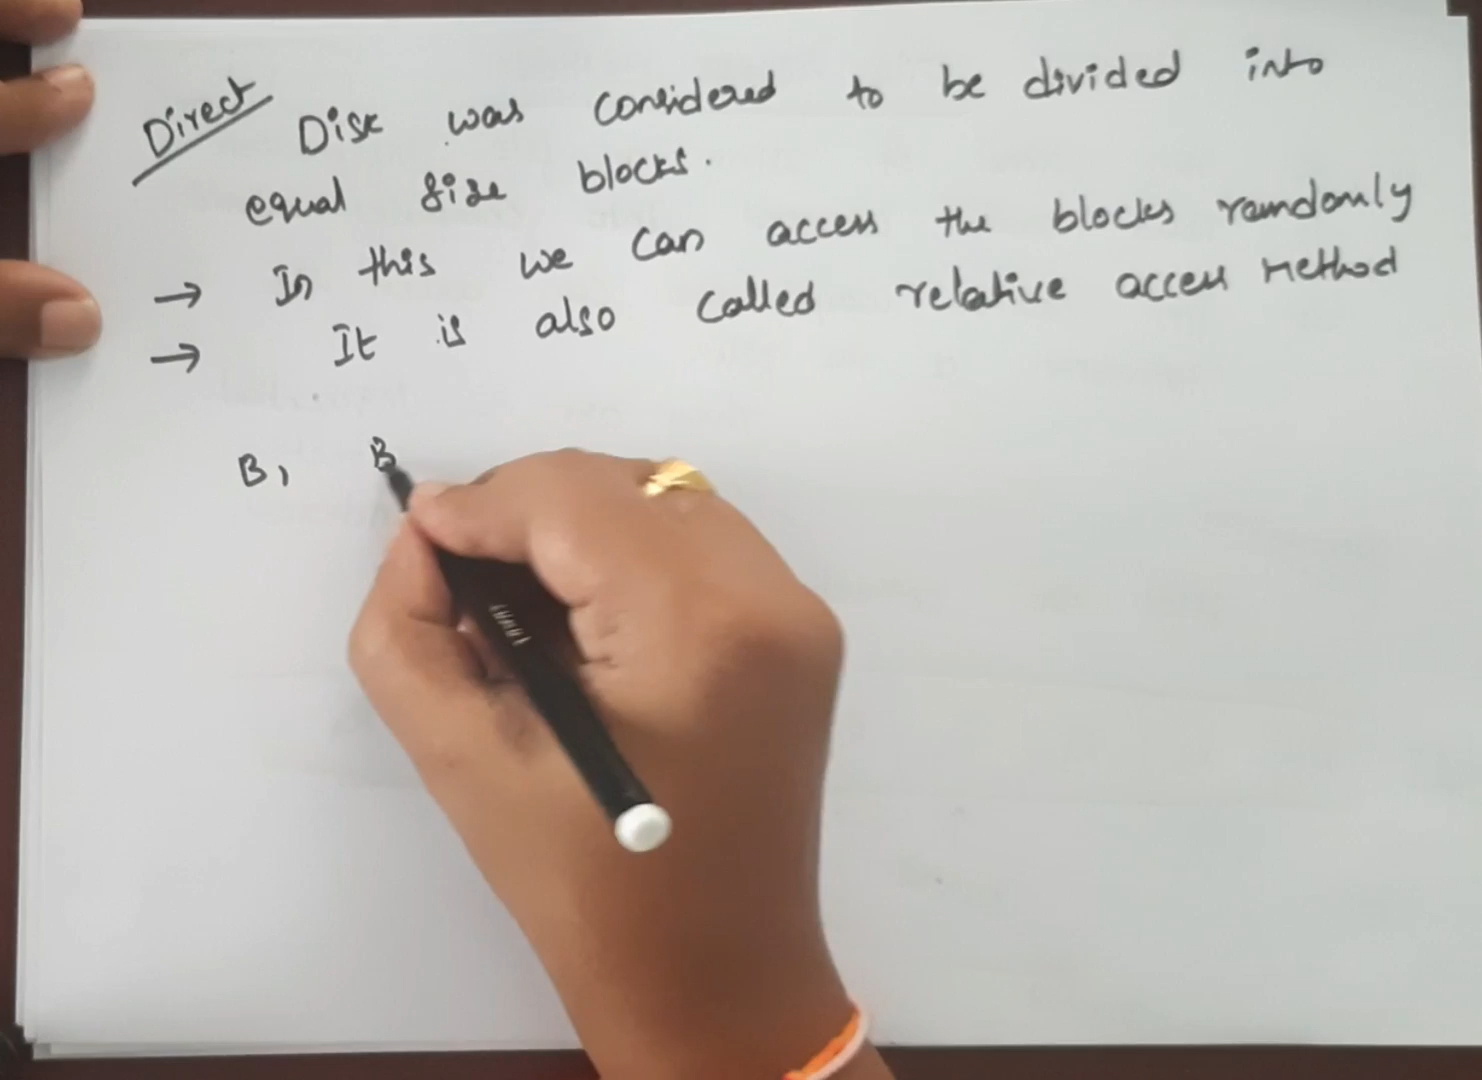 Direct Disk was considered to be divided into
equal size blocks.
→ In this we can access the blocks randomly
→ It is also called relative access Method
B1 B